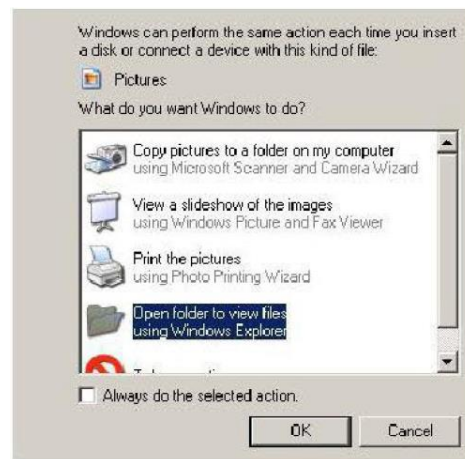 Windows can perform the same action each time you insert
a disk or connect a device with this kind of file:
Pictures
What do you want Windows to do?
Copy pictures to a folder on my computer
using Microsoft Scanner and Camera Wizard
View a slideshow of the images
using Windows Picture and Fax Viewer
Print the pictures
using Photo Printing Wizard
Open folder to view files
using Windows Explorer
Always do the selected action.
OK
Cancel